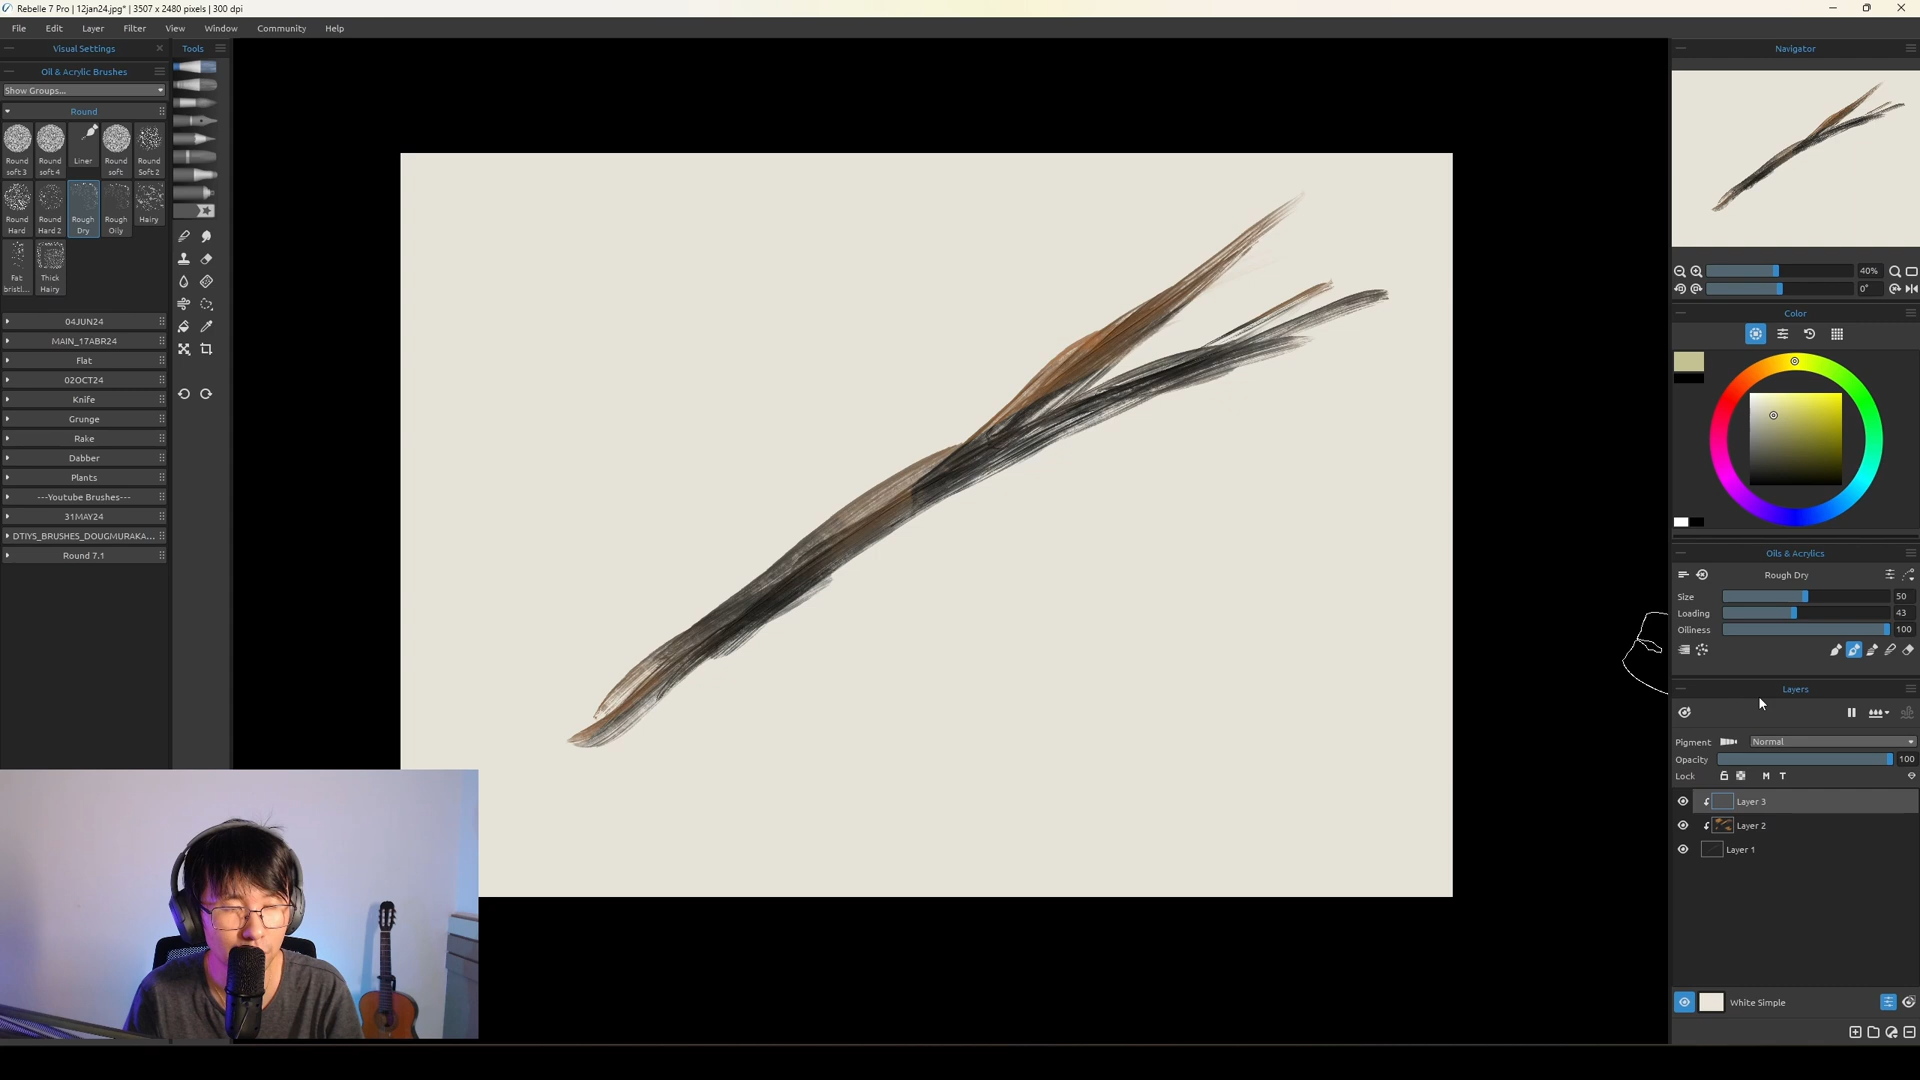 Rebelle 7 Pro | 12jan24.jpg* | 3507 x 2480 pixels | 300 dpi
File Edit Layer Filter View Window Community Help
Visual Settings
Oil & Acrylic Brushes
Show Groups...
Round
Round soft 3
Round soft 4
Liner
Round soft
Round Soft 2
Round Hard
Round Hard 2
Rough Dry
Rough Oily
Hairy
Fat bristl...
Thick Hairy
04JUN24
MAIN_17ABR24
Flat
02OCT24
Knife
Grunge
Rake
Dabber
Plants
---Youtube Brushes---
31MAY24
DTIYS_BRUSHES_DOUGMURAKA...
Round 7.1
Tools
Navigator
40%
0°
Color
Oils & Acrylics
Rough Dry
Size 50
Loading 43
Oiliness 100
Layers
Pigment Normal
Opacity 100
Lock M T
Layer 3
Layer 2
Layer 1
White Simple